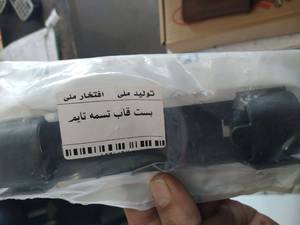 تولید ملی افتخار ملی
بست قاب تسمه تایم